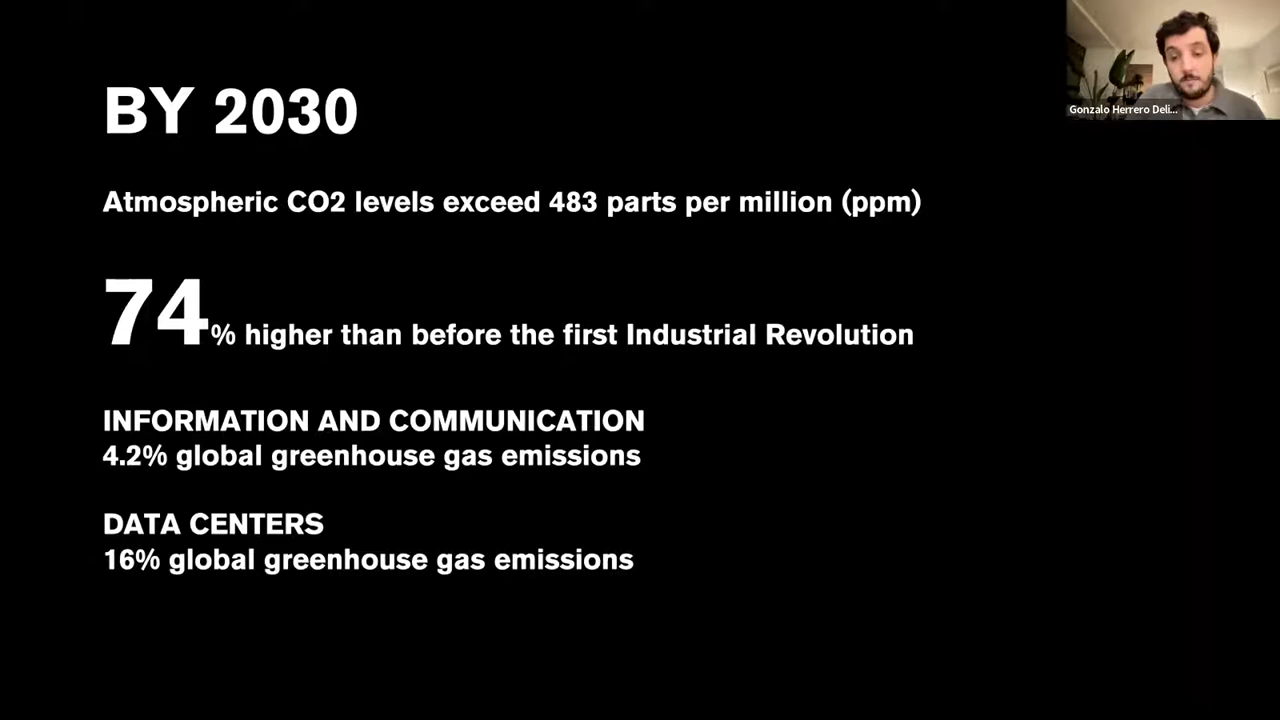 BY 2030
Atmospheric CO2 levels exceed 483 parts per million (ppm)
74% higher than before the first Industrial Revolution
INFORMATION AND COMMUNICATION
4.2% global greenhouse gas emissions
DATA CENTERS
16% global greenhouse gas emissions
Gonzalo Herrero Deli...